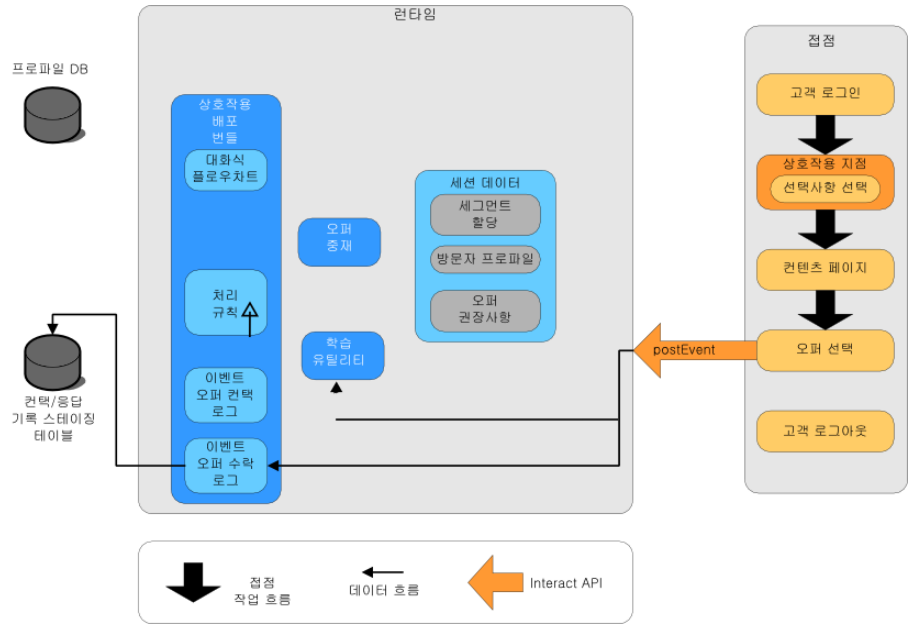 런타임
프로파일 DB
상호작용
배포
번들
대화식
플로우차트
처리
규칙
이벤트
오퍼 컨택
로그
이벤트
오퍼 수락
로그
오퍼
중재
학습
유틸리티
세션 데이터
세그먼트
할당
방문자 프로파일
오퍼
권장사항
컨택/응답
기록 스테이징
테이블
postEvent
접점
고객 로그인
상호작용 지점
선택사항 선택
컨텐츠 페이지
오퍼 선택
고객 로그아웃
접점
작업 흐름
데이터 흐름
Interact API